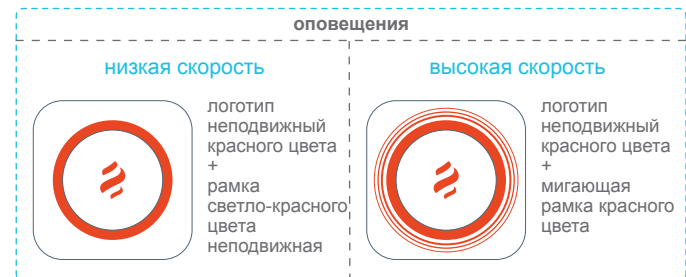 оповещения
низкая скорость
логотип
неподвижный
красного цвета
+
рамка
светло-красного
цвета
неподвижная
высокая скорость
логотип
неподвижный
красного цвета
+
мигающая
рамка красного
цвета